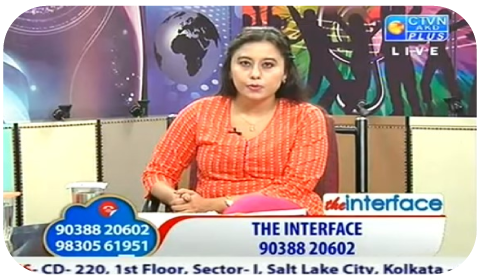 CTVN
AKD
PLUS
LIVE
the interface
90388 20602
98305 61951
THE INTERFACE
90388 20602
S- CD- 220, 1st Floor, Sector- I, Salt Lake City, Kolkata -